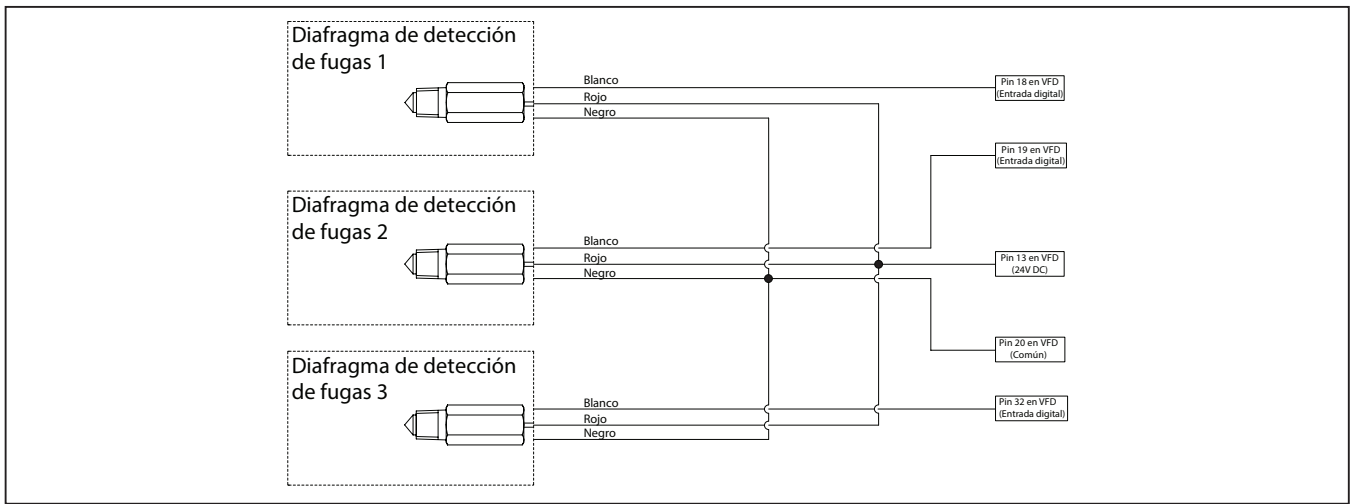 Diafragma de detección
de fugas 1
Blanco
Rojo
Negro
Pin 18 en VFD
(Entrada digital)
Pin 19 en VFD
(Entrada digital)
Diafragma de detección
de fugas 2
Blanco
Rojo
Negro
Pin 13 en VFD
(24V DC)
Pin 20 en VFD
(Común)
Diafragma de detección
de fugas 3
Blanco
Rojo
Negro
Pin 32 en VFD
(Entrada digital)